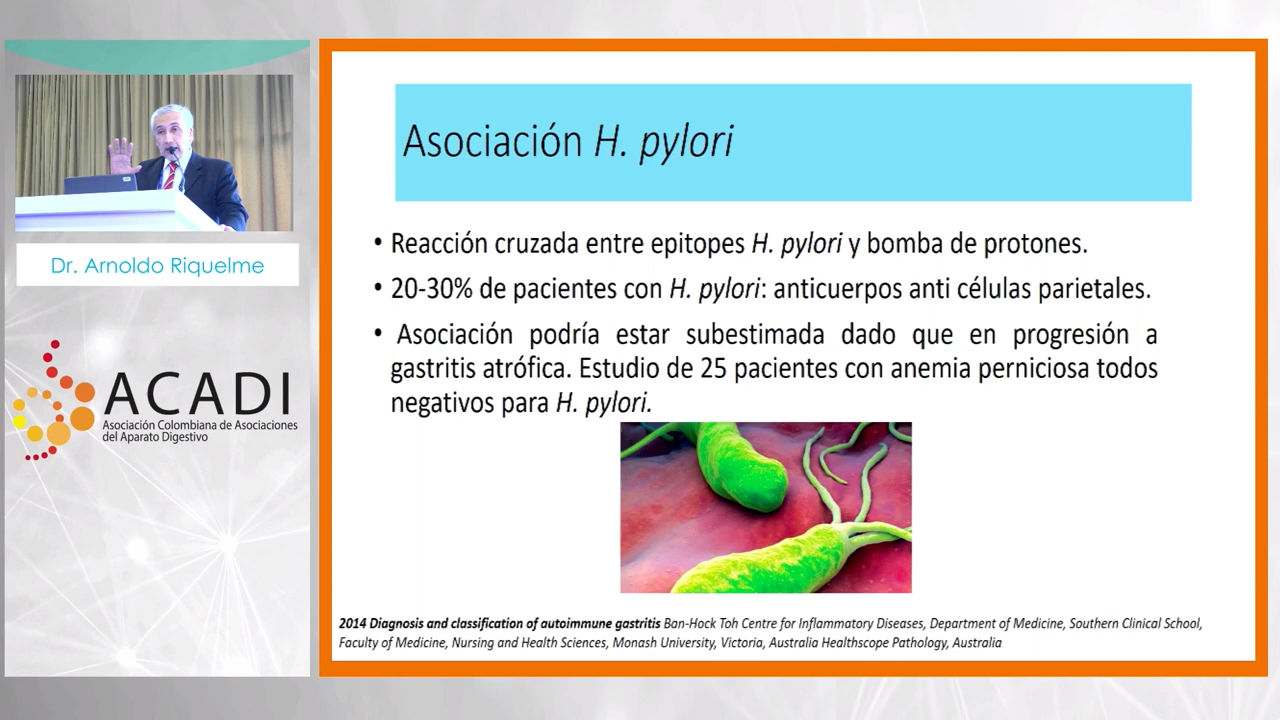 Dr. Arnoldo Riquelme
ACADI
Asociación Colombiana de Asociaciones
del Aparato Digestivo
Asociación H. pylori
• Reacción cruzada entre epitopes H. pylori y bomba de protones.
• 20-30% de pacientes con H. pylori: anticuerpos anti células parietales.
• Asociación podría estar subestimada dado que en progresión a
gastritis atrófica. Estudio de 25 pacientes con anemia perniciosa todos
negativos para H. pylori.
2014 Diagnosis and classification of autoimmune gastritis Ban-Hock Toh Centre for Inflammatory Diseases, Department of Medicine, Southern Clinical School,
Faculty of Medicine, Nursing and Health Sciences, Monash University, Victoria, Australia Healthscope Pathology, Australia